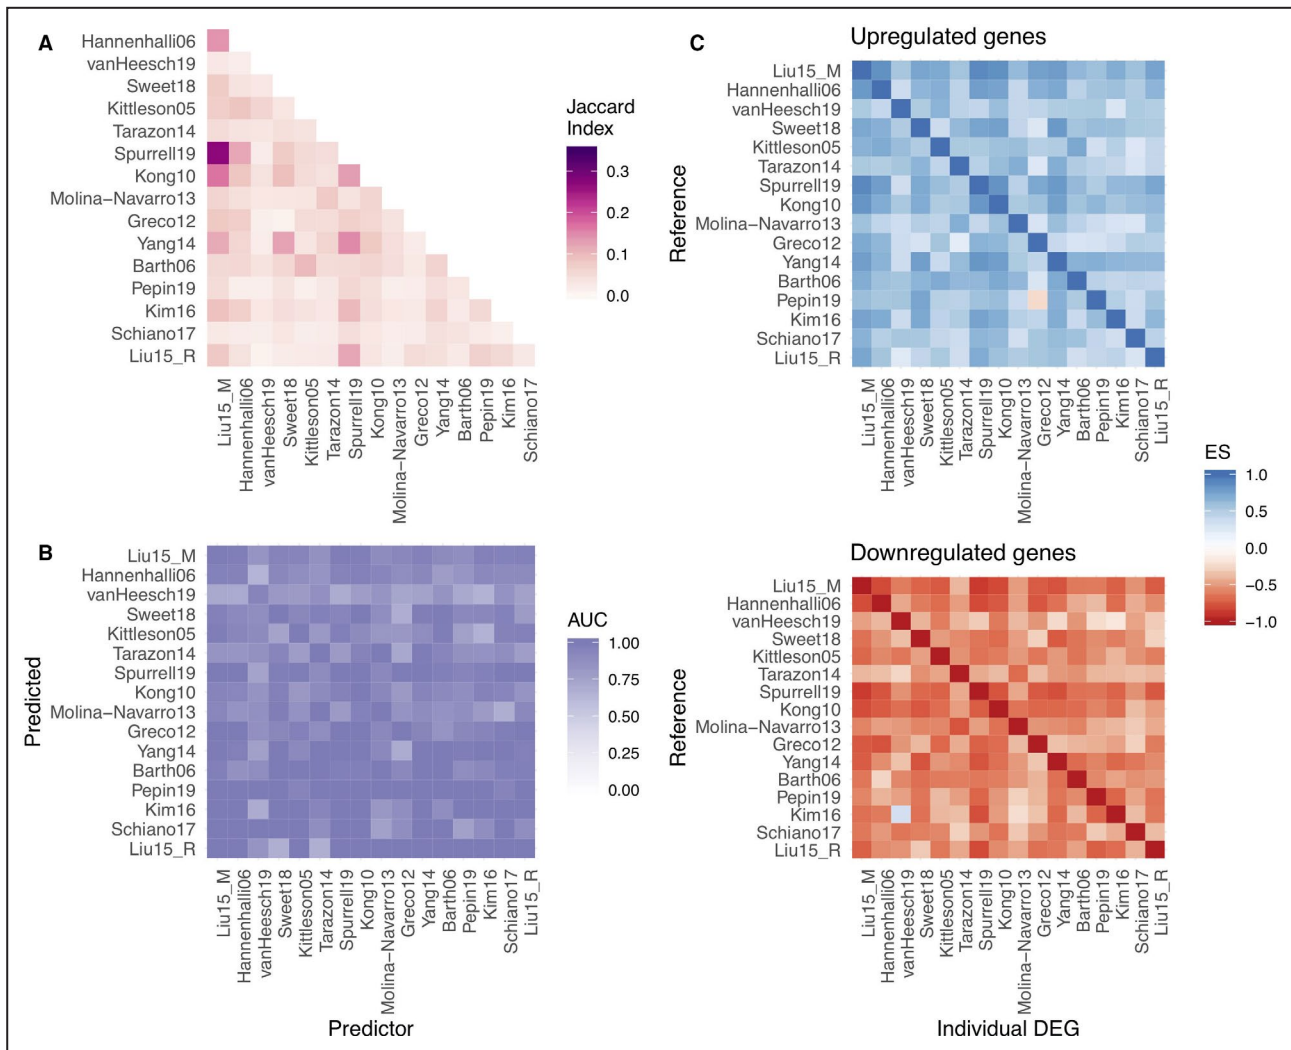 A
Hannenhalli06
vanHeesch19
Sweet18
Kittleson05
Tarazon14
Spurrell19
Kong10
Molina−Navarro13
Greco12
Yang14
Barth06
Pepin19
Kim16
Schiano17
Liu15_R
Liu15_M
Hannenhalli06
vanHeesch19
Sweet18
Kittleson05
Tarazon14
Spurrell19
Kong10
Molina−Navarro13
Greco12
Yang14
Barth06
Pepin19
Kim16
Schiano17
Jaccard
Index
0.3
0.2
0.1
0.0
B
Predicted
Liu15_M
Hannenhalli06
vanHeesch19
Sweet18
Kittleson05
Tarazon14
Spurrell19
Kong10
Molina−Navarro13
Greco12
Yang14
Barth06
Pepin19
Kim16
Schiano17
Liu15_R
Liu15_M
Hannenhalli06
vanHeesch19
Sweet18
Kittleson05
Tarazon14
Spurrell19
Kong10
Molina−Navarro13
Greco12
Yang14
Barth06
Pepin19
Kim16
Schiano17
Liu15_R
Predictor
AUC
1.00
0.75
0.50
0.25
0.00
C
Upregulated genes
Reference
Liu15_M
Hannenhalli06
vanHeesch19
Sweet18
Kittleson05
Tarazon14
Spurrell19
Kong10
Molina−Navarro13
Greco12
Yang14
Barth06
Pepin19
Kim16
Schiano17
Liu15_R
Liu15_M
Hannenhalli06
vanHeesch19
Sweet18
Kittleson05
Tarazon14
Spurrell19
Kong10
Molina−Navarro13
Greco12
Yang14
Barth06
Pepin19
Kim16
Schiano17
Liu15_R
Downregulated genes
Reference
Liu15_M
Hannenhalli06
vanHeesch19
Sweet18
Kittleson05
Tarazon14
Spurrell19
Kong10
Molina−Navarro13
Greco12
Yang14
Barth06
Pepin19
Kim16
Schiano17
Liu15_R
Liu15_M
Hannenhalli06
vanHeesch19
Sweet18
Kittleson05
Tarazon14
Spurrell19
Kong10
Molina−Navarro13
Greco12
Yang14
Barth06
Pepin19
Kim16
Schiano17
Liu15_R
Individual DEG
ES
1.0
0.5
0.0
−0.5
−1.0